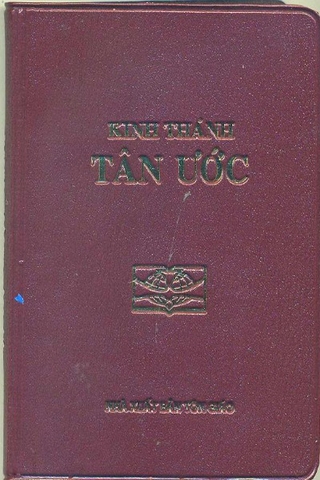 KINH THÁNH
TÂN ƯỚC
NHÀ XUẤT BẢN TÔN GIÁO